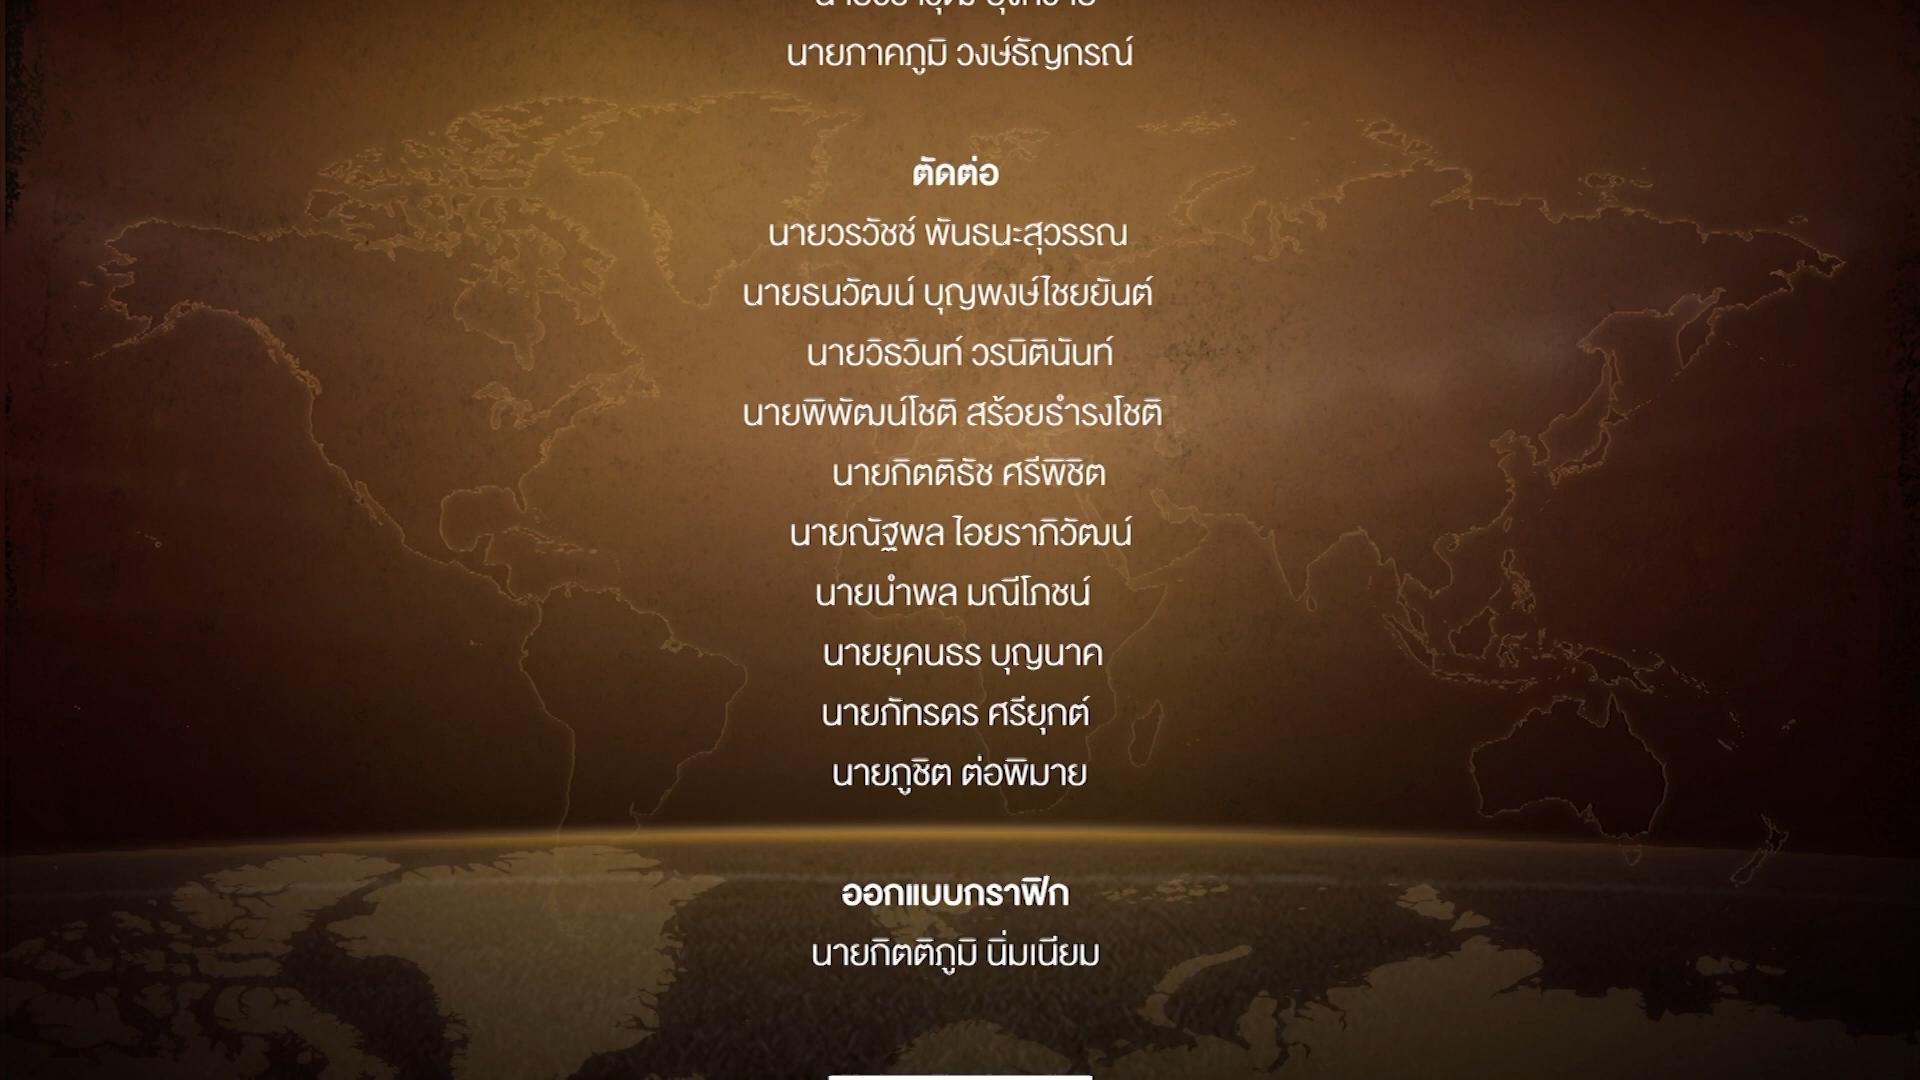 นายภาคภูมิ วงษ์ธัญกรณ์
ตัดต่อ
นายวรวัชช์ พันธนะสุวรรณ
นายธนวัฒน์ บุญพงษ์ไชยยันต์
นายวิธวินท์ วรนิตินันท์
นายพิพัฒน์โชติ สร้อยธำรงโชติ
นายกิตติธัช ศรีพิชิต
นายณัฐพล ไอยราภิวัฒน์
นายนำพล มณีโภชน์
นายยุคนธร บุญนาค
นายภัทรดร ศรียุกต์
นายภูชิต ต่อพิมาย
ออกแบบกราฟิก
นายกิตติภูมิ นิ่มเนียม